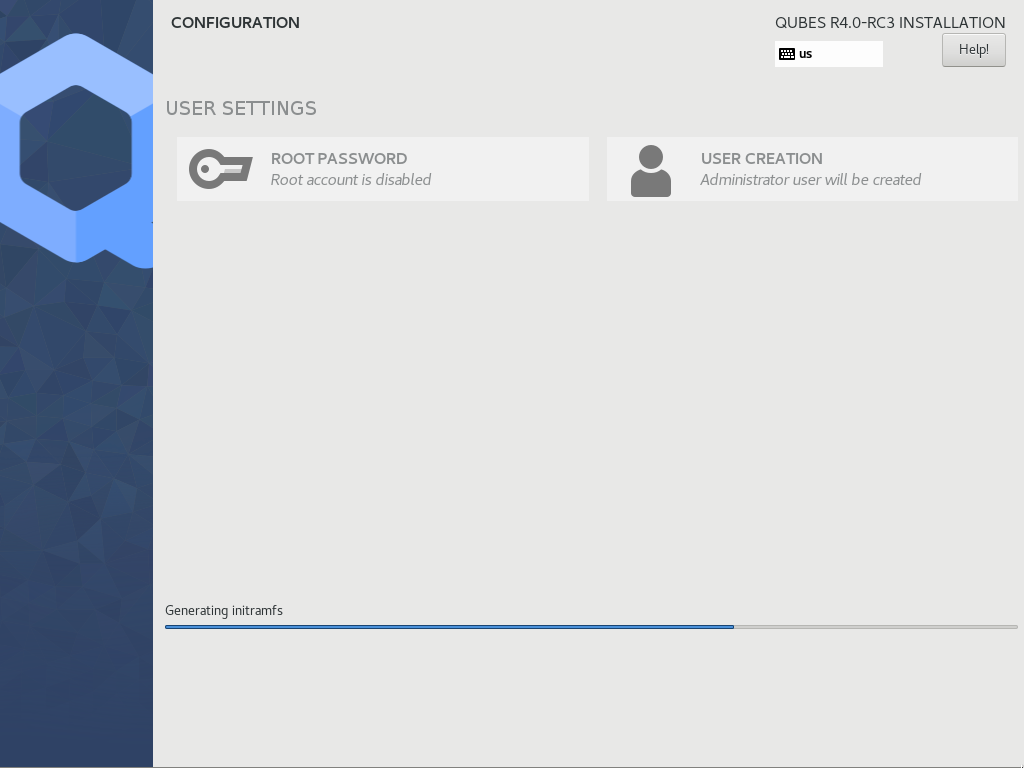 CONFIGURATION
QUBES R4.0-RC3 INSTALLATION
us
Help!
USER SETTINGS
ROOT PASSWORD
Root account is disabled
USER CREATION
Administrator user will be created
Generating initramfs